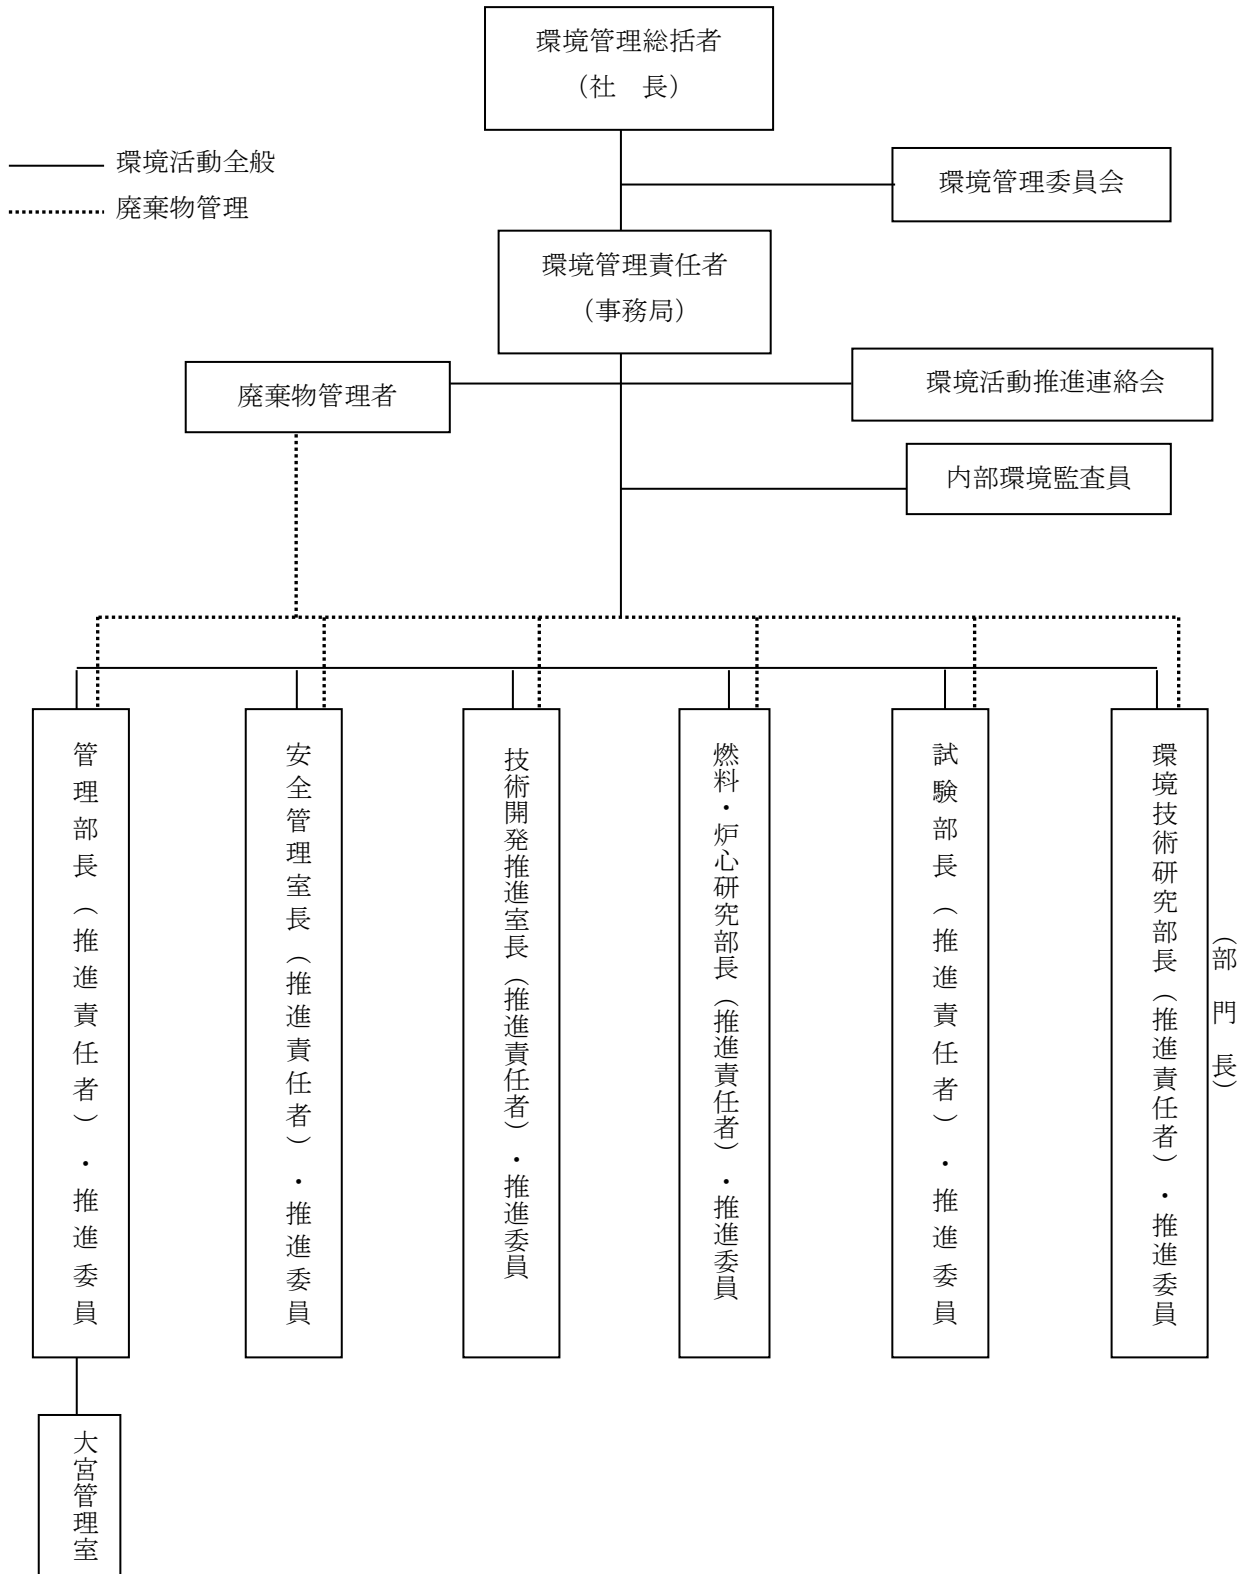 環境管理総括者
（社　長）
環境活動全般
廃棄物管理
環境管理委員会
環境管理責任者
（事務局）
廃棄物管理者
環境活動推進連絡会
内部環境監査員
管理部長（推進責任者）・推進委員
安全管理室長（推進責任者）・推進委員
技術開発推進室長（推進責任者）・推進委員
燃料・炉心研究部長（推進責任者）・推進委員
試験部長（推進責任者）・推進委員
環境技術研究部長（推進責任者）・推進委員
（部門長）
大宮管理室